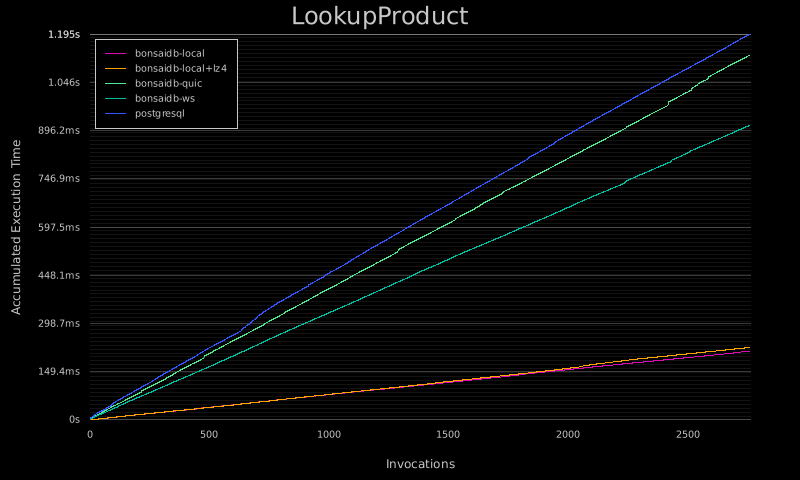 LookupProduct
1.195s
1.046s
896.2ms
746.9ms
597.5ms
448.1ms
298.7ms
149.4ms
0s
bonsaidb-local
bonsaidb-local+lz4
bonsaidb-quic
bonsaidb-ws
postgresql
Accumulated Execution Time
0
500
1000
1500
2000
2500
Invocations